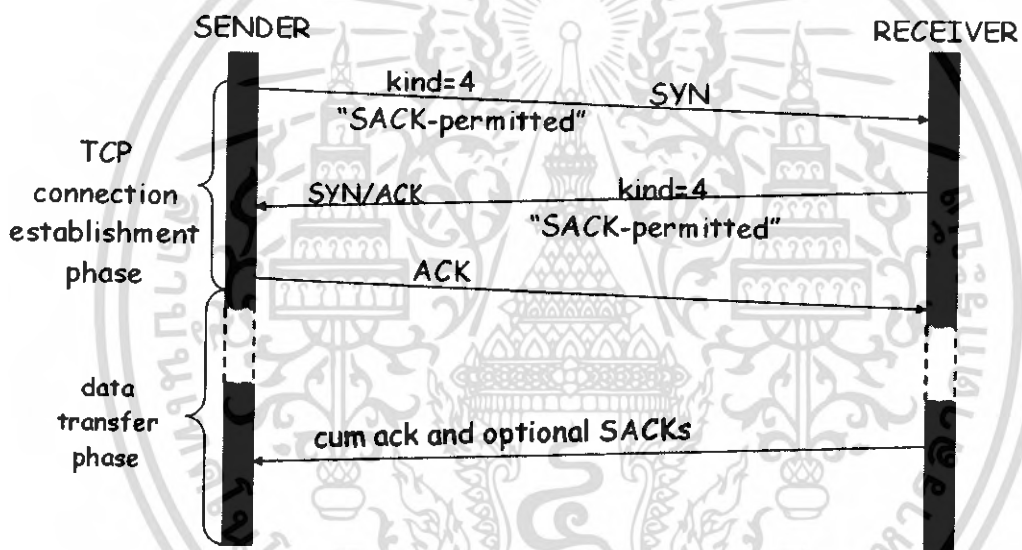 SENDER
RECEIVER
kind=4
SYN
"SACK-permitted"
TCP
connection
establishment
phase
SYN/ACK
kind=4
"SACK-permitted"
ACK
data
transfer
phase
cum ack and optional SACKs